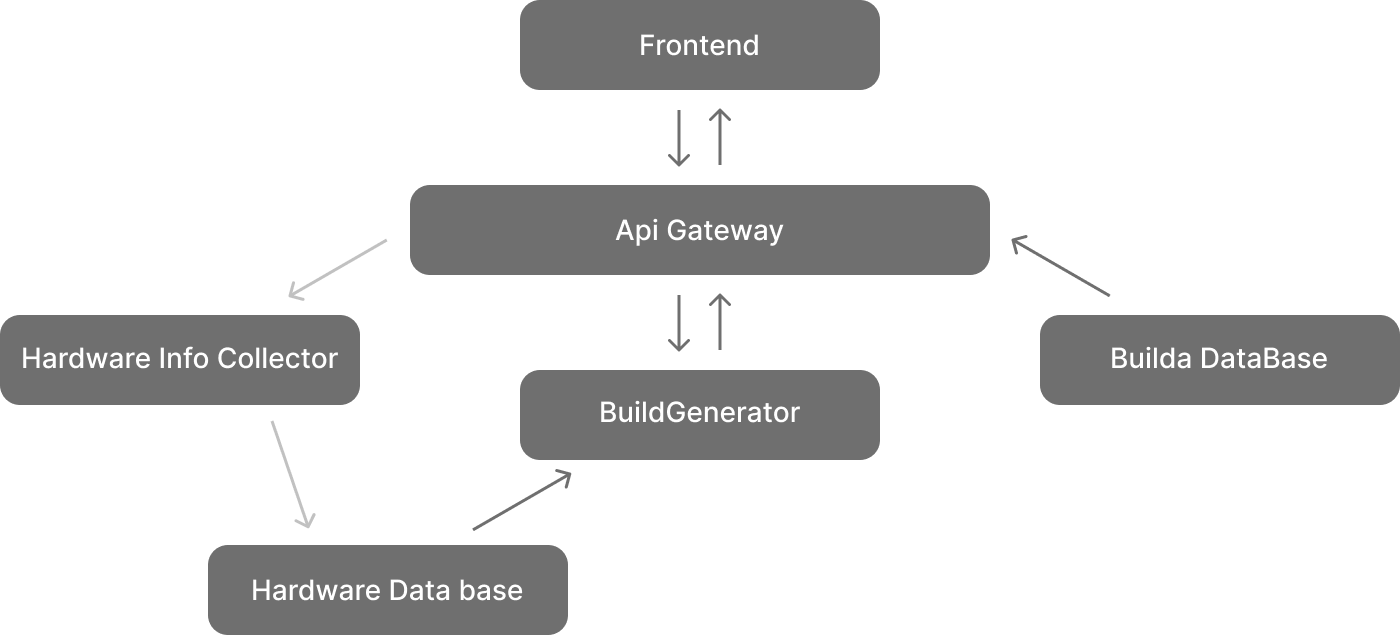 Frontend
Api Gateway
Hardware Info Collector
Builda DataBase
BuildGenerator
Hardware Data base